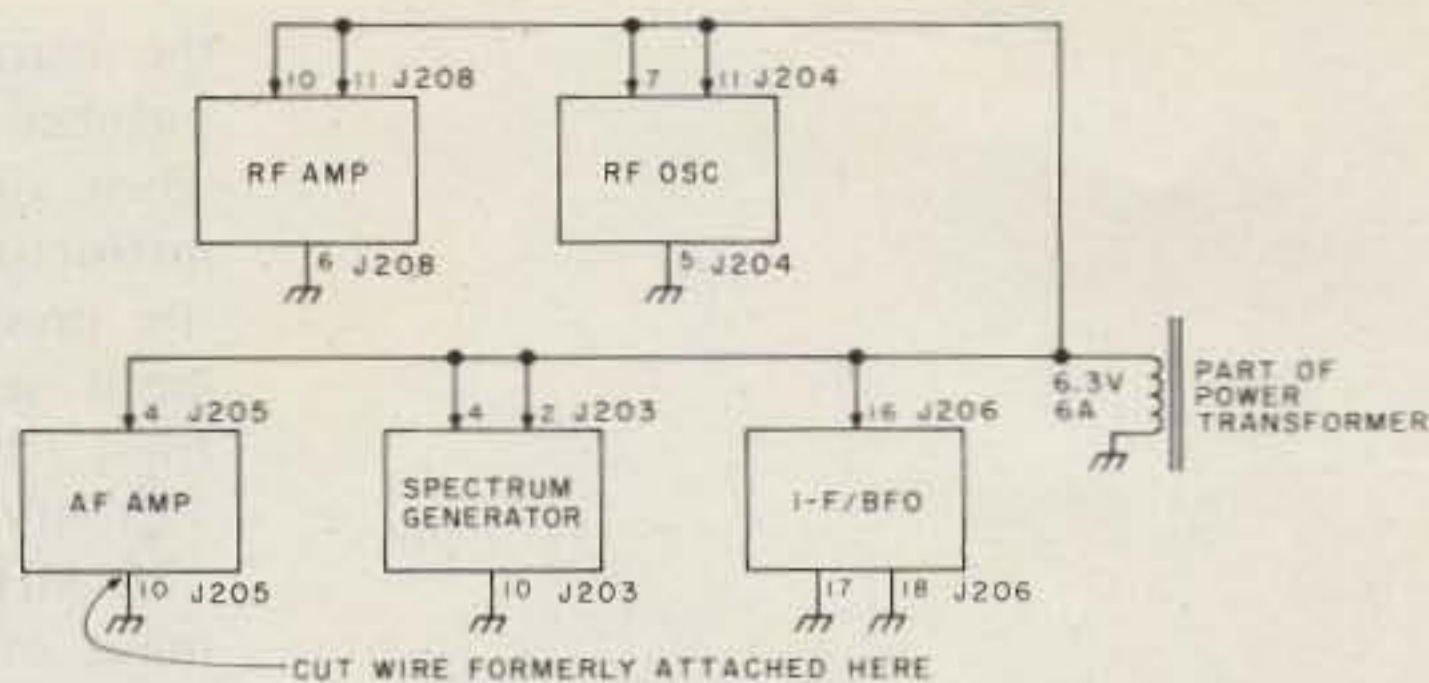 10 11 J208 7 11 J204
RF AMP RF OSC
6 J208 5 J204
4 J205 4 2 J203 16 J206
6.3V
6A
PART OF
POWER
TRANSFORMER
AF AMP
SPECTRUM
GENERATOR
I-F/BFO
10 J205 10 J203 17 18 J206
CUT WIRE FORMERLY ATTACHED HERE